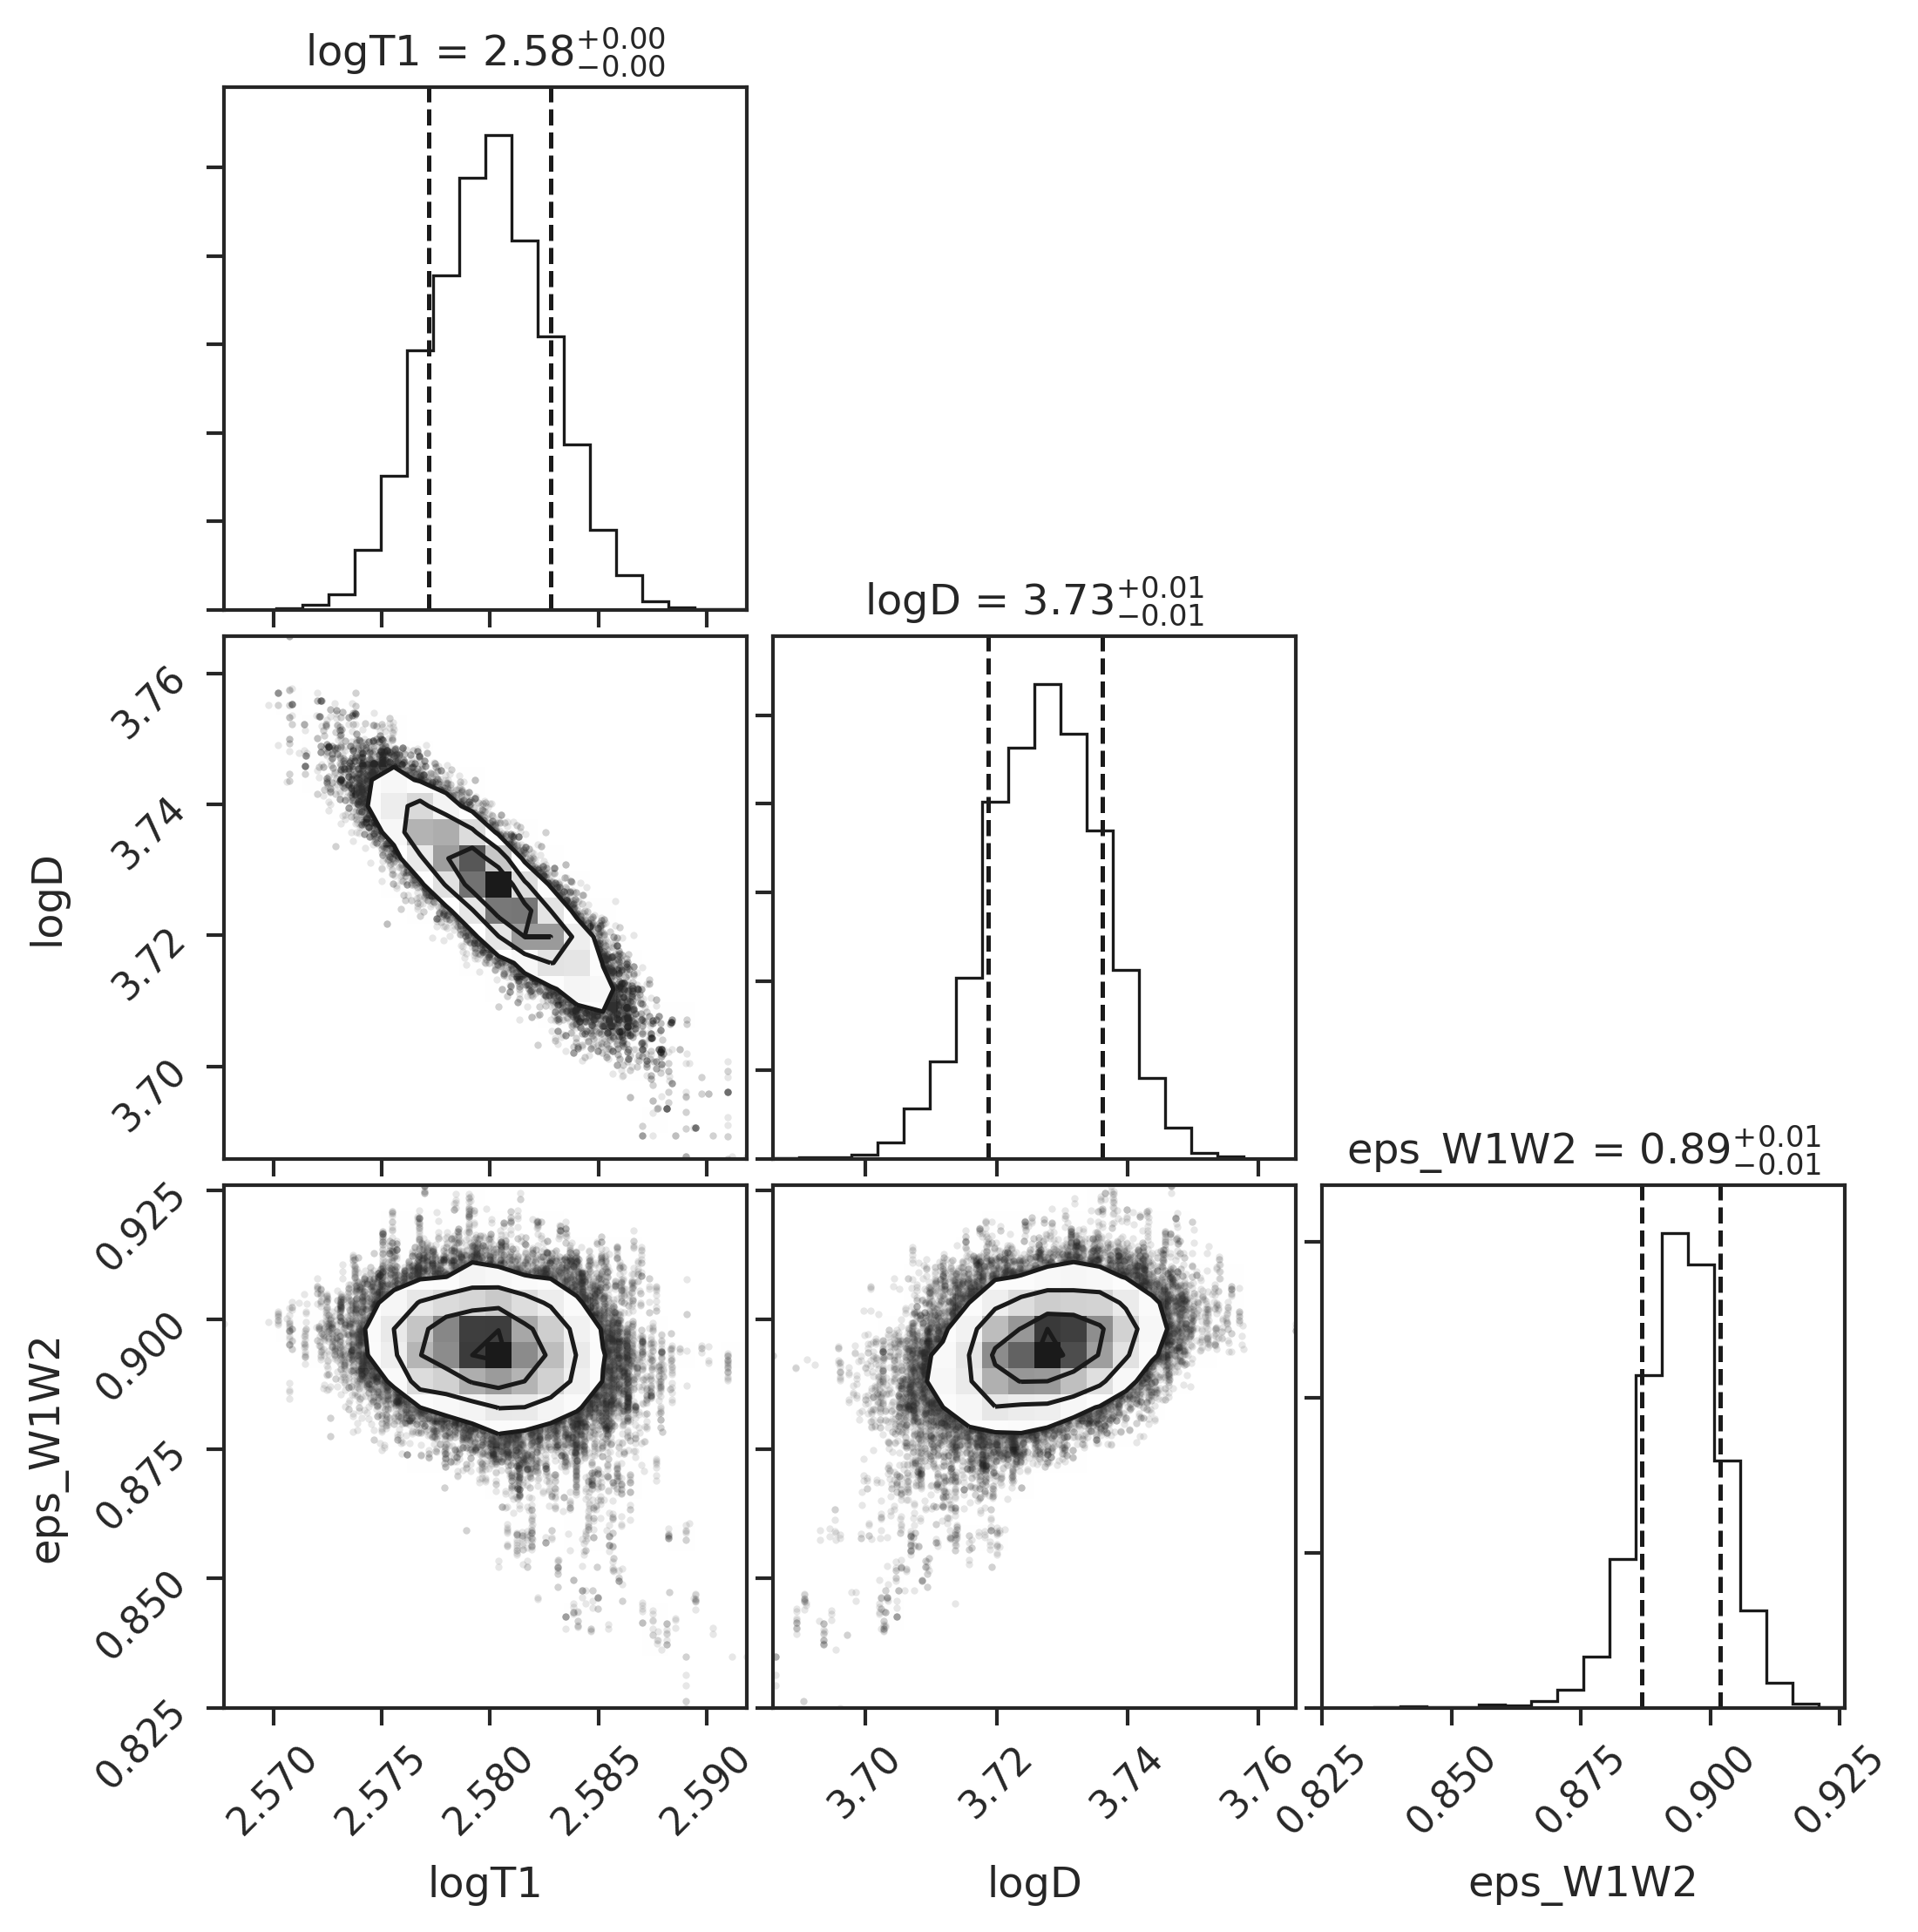 logT1 = 2.58+0.00 −0.00
logD = 3.73+0.01 −0.01
3.76
3.74
3.72
3.70
logD
eps_W1W2 = 0.89+0.01 −0.01
0.925
0.900
0.875
0.850
0.825
eps_W1W2
2.570 2.575 2.580 2.585 2.590
3.70 3.72 3.74 3.76
0.825 0.850 0.875 0.900 0.925
logT1 logD eps_W1W2